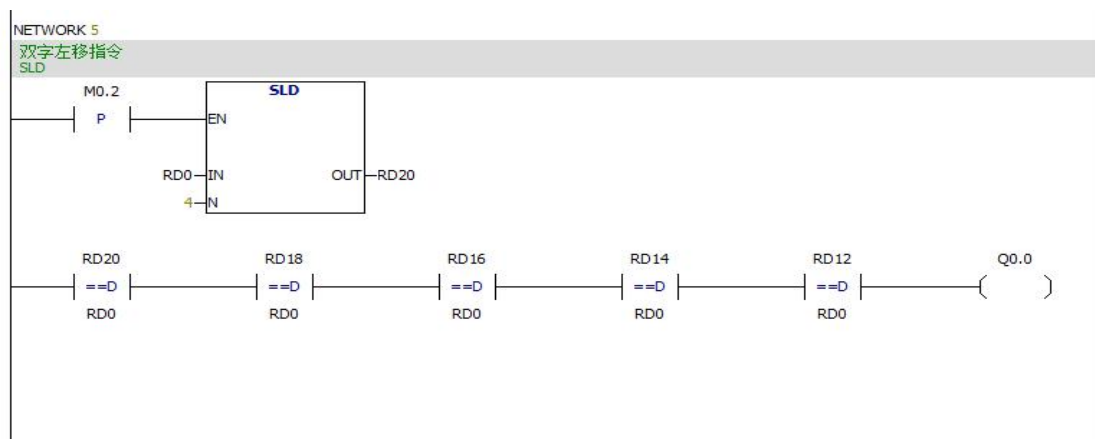 NETWORK 5
双字左移指令
SLD
M0.2 SLD
P EN
RD0 IN OUT RD20
4 N
RD20 RD18 RD16 RD14 RD12 Q0.0
==D ==D ==D ==D ==D ( )
RD0 RD0 RD0 RD0 RD0